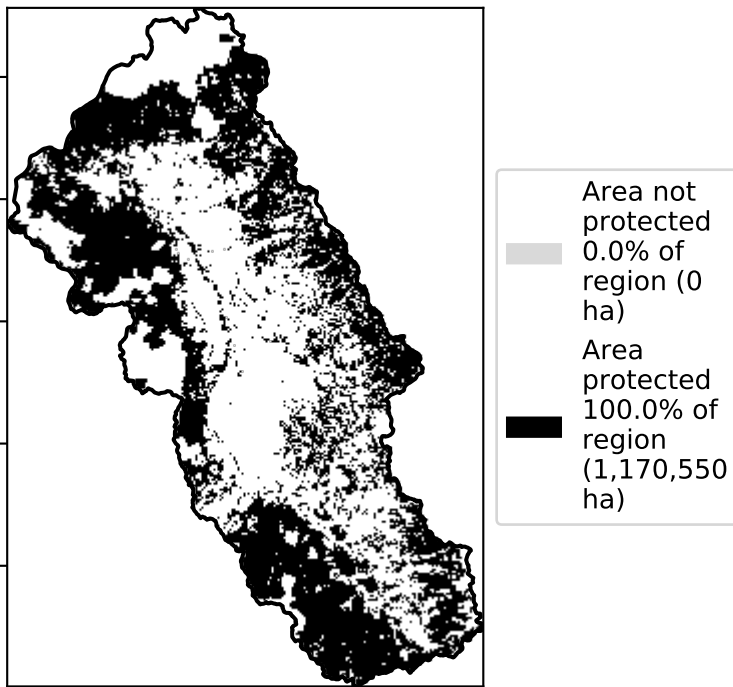 Area not
protected
0.0% of
region (0
ha)
Area
protected
100.0% of
region
(1,170,550
ha)